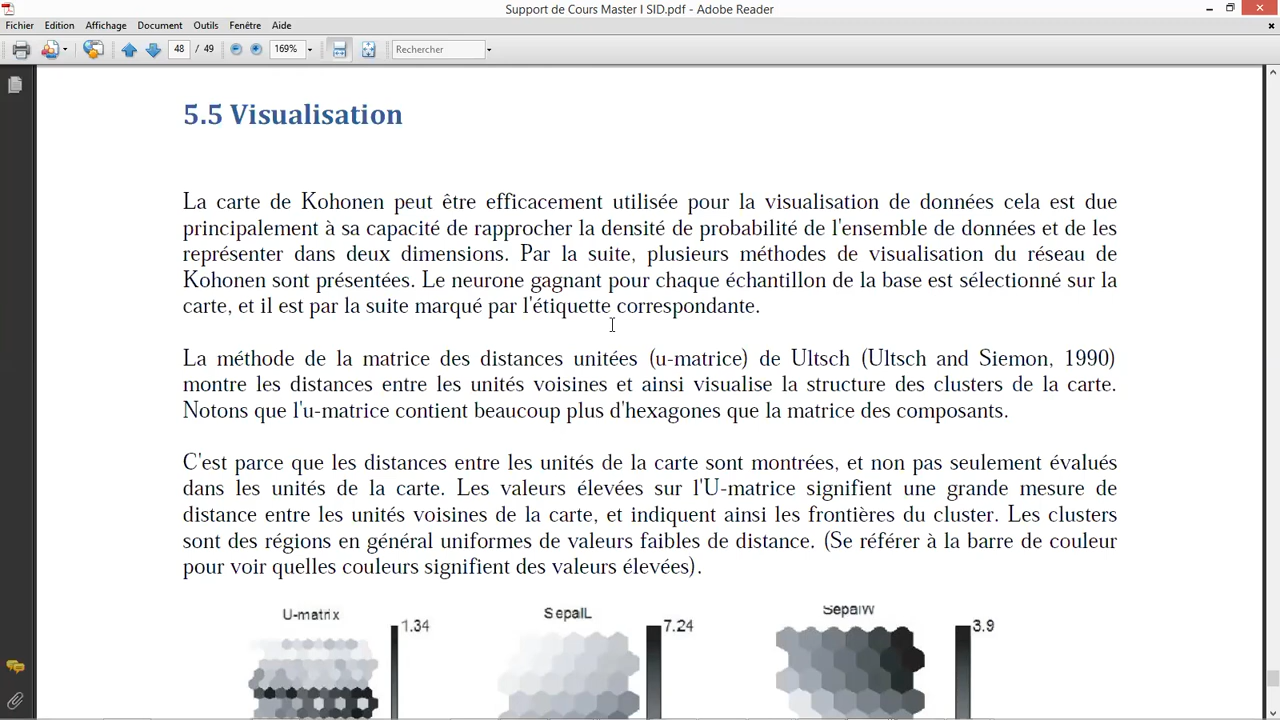 Support de Cours Master I SID.pdf - Adobe Reader
Fichier Edition Affichage Document Outils Fenêtre Aide
48 / 49 169% Rechercher
5.5 Visualisation
La carte de Kohonen peut être efficacement utilisée pour la visualisation de données cela est due
principalement à sa capacité de rapprocher la densité de probabilité de l'ensemble de données et de les
représenter dans deux dimensions. Par la suite, plusieurs méthodes de visualisation du réseau de
Kohonen sont présentées. Le neurone gagnant pour chaque échantillon de la base est sélectionné sur la
carte, et il est par la suite marqué par l'étiquette correspondante.
La méthode de la matrice des distances unitées (u-matrice) de Ultsch (Ultsch and Siemon, 1990)
montre les distances entre les unités voisines et ainsi visualise la structure des clusters de la carte.
Notons que l'u-matrice contient beaucoup plus d'hexagones que la matrice des composants.
C'est parce que les distances entre les unités de la carte sont montrées, et non pas seulement évalués
dans les unités de la carte. Les valeurs élevées sur l'U-matrice signifient une grande mesure de
distance entre les unités voisines de la carte, et indiquent ainsi les frontières du cluster. Les clusters
sont des régions en général uniformes de valeurs faibles de distance. (Se référer à la barre de couleur
pour voir quelles couleurs signifient des valeurs élevées).
U-matrix SepalL SepalW
1.34 7.24 3.9